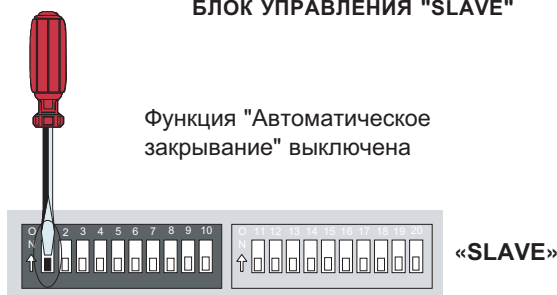 БЛОК УПРАВЛЕНИЯ "SLAVE"
Функция "Автоматическое
закрывание" выключена
O N 2 3 4 5 6 7 8 9 10
O N 11 12 13 14 15 16 17 18 19 20
«SLAVE»